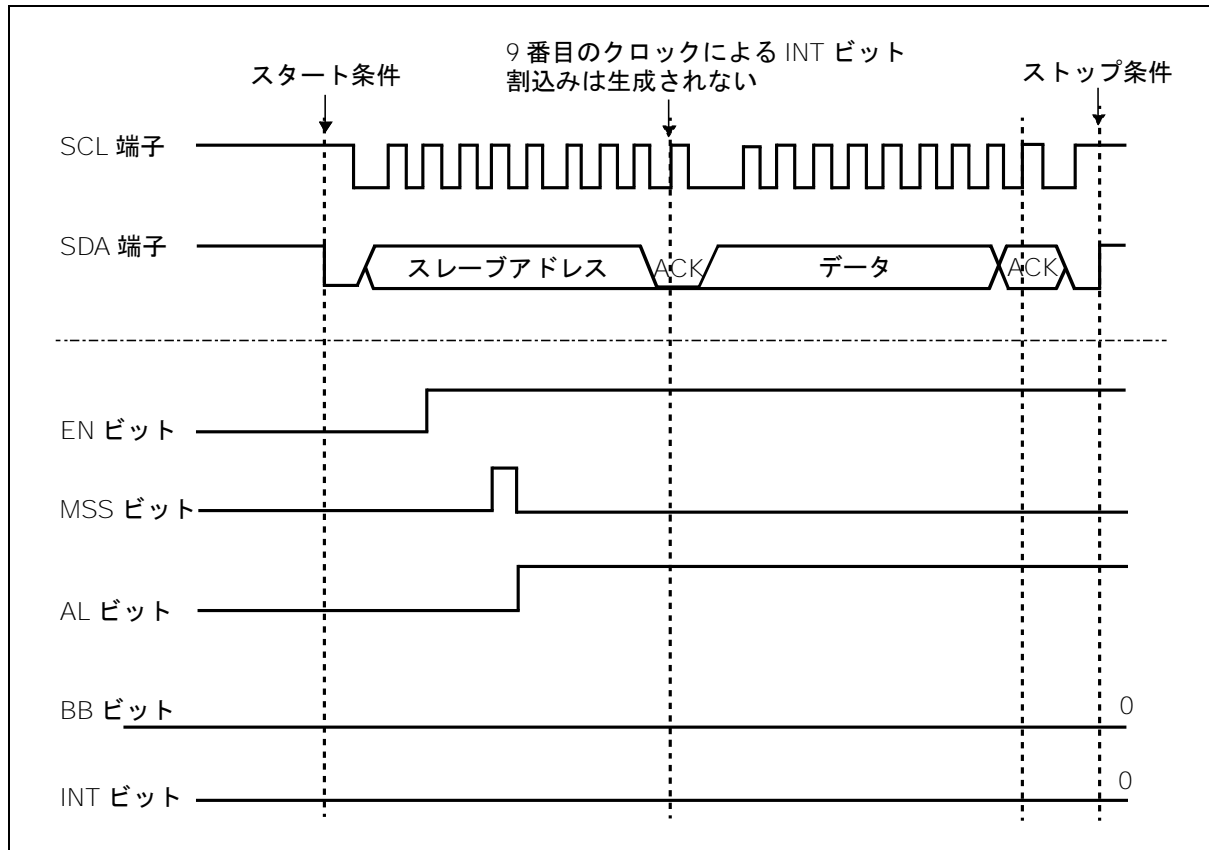 9 番目のクロックによる INT ビット
割込みは生成されない
スタート条件
ストップ条件
SCL 端子
SDA 端子
スレーブアドレス
ACK
データ
ACK
EN ビット
MSS ビット
AL ビット
BB ビット
0
INT ビット
0